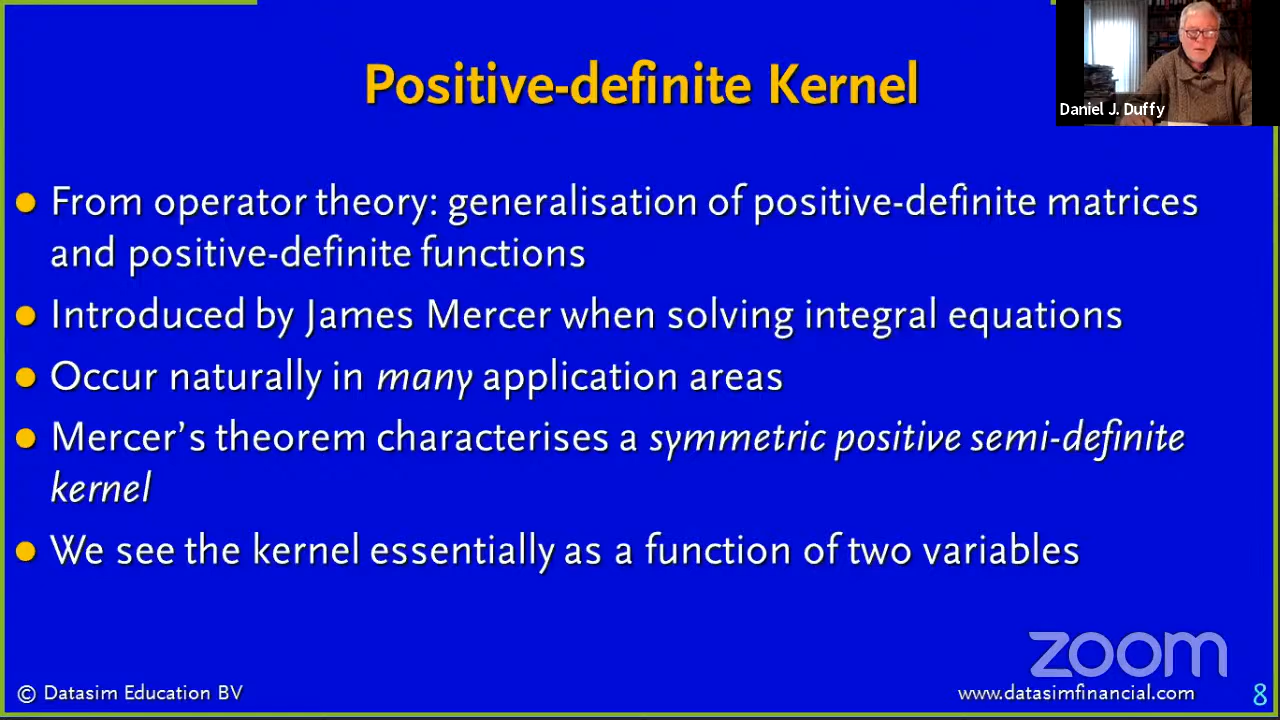 Positive-definite Kernel
Daniel J. Duffy
From operator theory: generalisation of positive-definite matrices
and positive-definite functions
Introduced by James Mercer when solving integral equations
Occur naturally in many application areas
Mercer's theorem characterises a symmetric positive semi-definite
kernel
We see the kernel essentially as a function of two variables
zoom
© Datasim Education BV
www.datasimfinancial.com
8